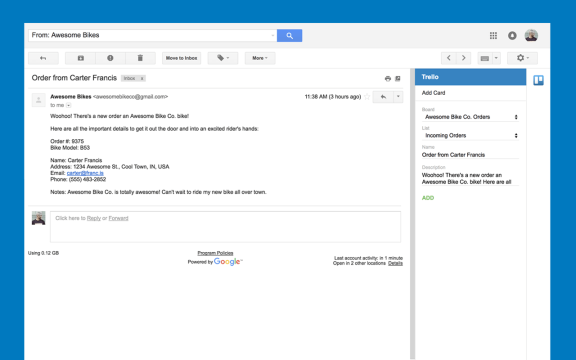 From: Awesome Bikes
Move to Inbox
More
Order from Carter Francis
Inbox x
Awesome Bikes <awesomebikeco@gmail.com>
11:38 AM (3 hours ago)
to me
Woohoo! There's a new order an Awesome Bike Co. bike!
Here are all the important details to get it out the door and into an excited rider's hands:
Order #: 9375
Bike Model: B53
Name: Carter Francis
Address: 1234 Awesome St., Cool Town, IN, USA
Email: carter@franc.is
Phone: (555) 483-2852
Notes: Awesome Bike Co. is totally awesome! Can't wait to ride my new bike all over town.
Click here to Reply or Forward
Using 0.12 GB
Program Policies
Powered by Google™
Last account activity: in 1 minute
Open in 2 other locations Details
Trello
Add Card
Board
Awesome Bike Co. Orders
List
Incoming Orders
Name
Order from Carter Francis
Description
Woohoo! There's a new order an
Awesome Bike Co. bike! Here are all
ADD